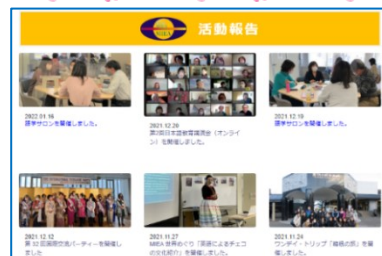 活動報告
2022.01.16
語学サロンを開催しました。
2021.12.20
第2回日本語教育講演会（オンライン）を開催しました。
2021.12.19
語学サロンを開催しました。
2021.12.12
第 32 回国際交流パーティーを開催しました
2021.11.27
世界めぐり「英語によるチェコの文化紹介」を開催しました。
2021.11.24
ワンデイ・トリップ「箱根の旅」を開催しました。